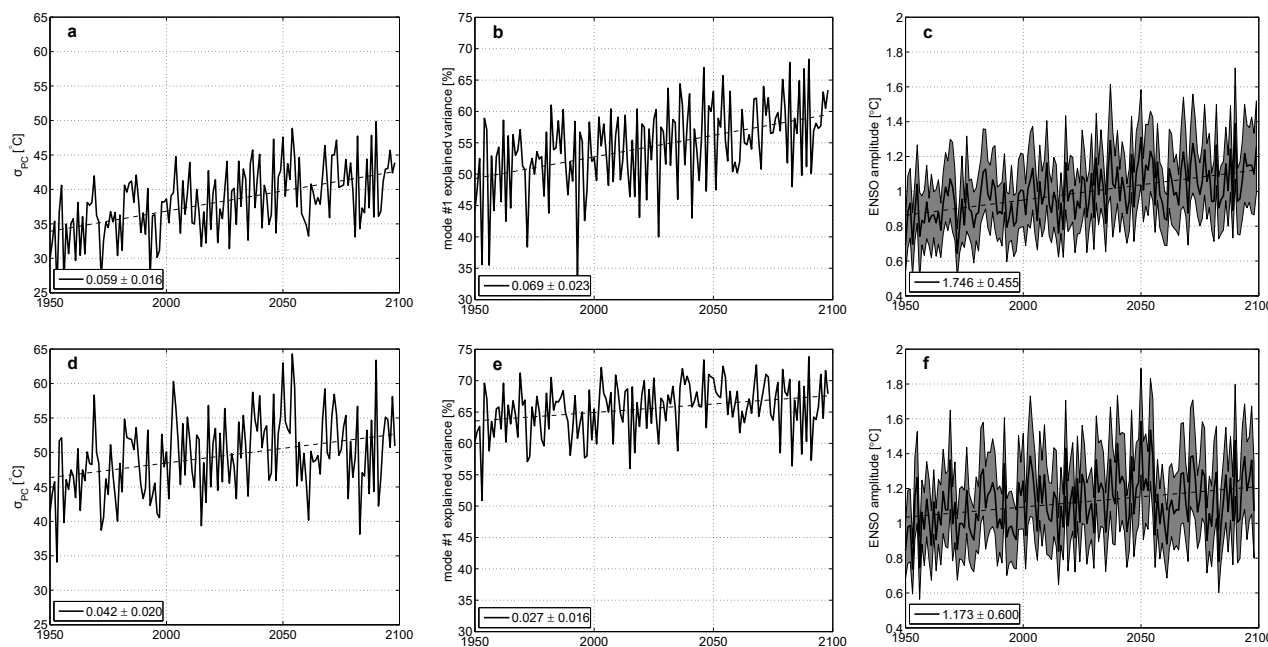 a
65
60
55
50
45
40
35
30
25
σPC [°C]
0.059 ± 0.016
1950 2000 2050 2100
b
75
70
65
60
55
50
45
40
35
30
mode #1 explained variance [%]
0.069 ± 0.023
1950 2000 2050 2100
c
2
1.8
1.6
1.4
1.2
1
0.8
0.6
0.4
ENSO amplitude [°C]
1.746 ± 0.455
1950 2000 2050 2100
d
65
60
55
50
45
40
35
30
25
σPC [°C]
0.042 ± 0.020
1950 2000 2050 2100
e
75
70
65
60
55
50
45
40
35
30
mode #1 explained variance [%]
0.027 ± 0.016
1950 2000 2050 2100
f
2
1.8
1.6
1.4
1.2
1
0.8
0.6
0.4
ENSO amplitude [°C]
1.173 ± 0.600
1950 2000 2050 2100